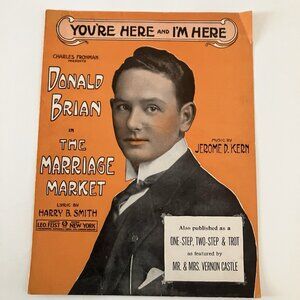 YOU'RE HERE AND I'M HERE
CHARLES FROHMAN
PRESENTS
DONALD
BRIAN
IN
THE
MARRIAGE
MARKET
LYRIC BY
HARRY B. SMITH
MUSIC BY
JEROME D. KERN
LEO. FEIST NEW YORK
Also published as a
ONE-STEP, TWO-STEP & TROT
as featured by
MR. & MRS. VERNON CASTLE